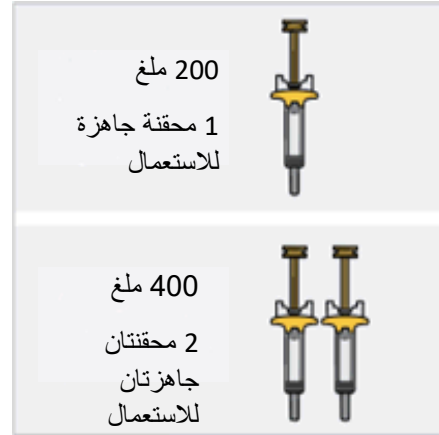 200 ملغ
1 محقنة جاهزة
للاستعمال
400 ملغ
2 محقنتان
جاهزتان
للاستعمال